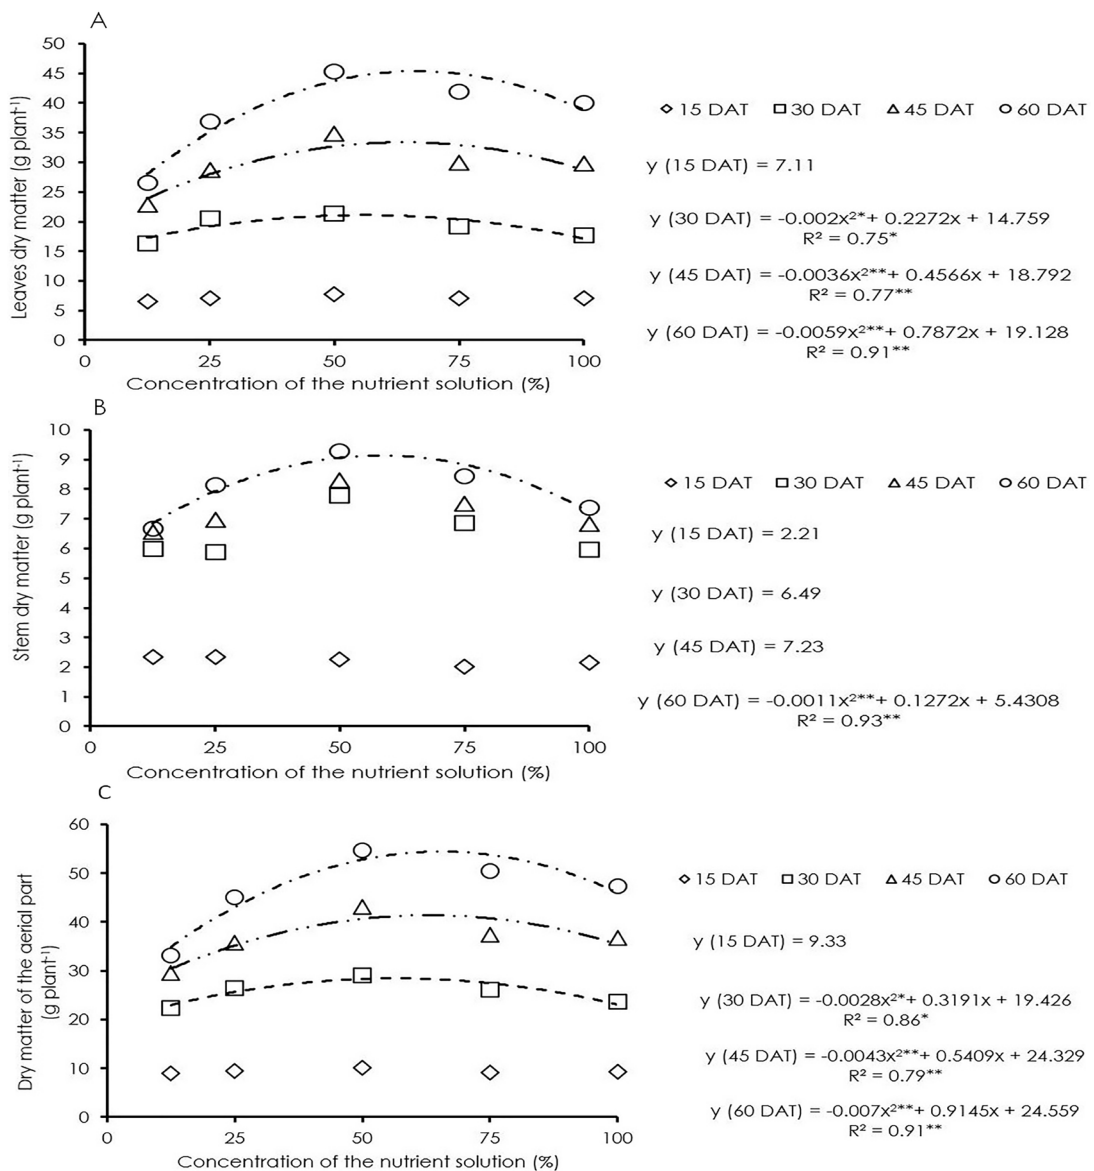 A
Leaves dry matter (g plant⁻¹)
50
45
40
35
30
25
20
15
10
5
0
0 25 50 75 100
Concentration of the nutrient solution (%)
15 DAT 30 DAT 45 DAT 60 DAT
y (15 DAT) = 7.11
y (30 DAT) = -0.002x²*+ 0.2272x + 14.759
R² = 0.75*
y (45 DAT) = -0.0036x²**+ 0.4566x + 18.792
R² = 0.77**
y (60 DAT) = -0.0059x²**+ 0.7872x + 19.128
R² = 0.91**
B
Stem dry matter (g plant⁻¹)
10
9
8
7
6
5
4
3
2
1
0
0 25 50 75 100
Concentration of the nutrient solution (%)
15 DAT 30 DAT 45 DAT 60 DAT
y (15 DAT) = 2.21
y (30 DAT) = 6.49
y (45 DAT) = 7.23
y (60 DAT) = -0.0011x²**+ 0.1272x + 5.4308
R² = 0.93**
C
Dry matter of the aerial part
(g plant⁻¹)
60
50
40
30
20
10
0
0 25 50 75 100
Concentration of the nutrient solution (%)
15 DAT 30 DAT 45 DAT 60 DAT
y (15 DAT) = 9.33
y (30 DAT) = -0.0028x²*+ 0.3191x + 19.426
R² = 0.86*
y (45 DAT) = -0.0043x²**+ 0.5409x + 24.329
R² = 0.79**
y (60 DAT) = -0.007x²**+ 0.9145x + 24.559
R² = 0.91**